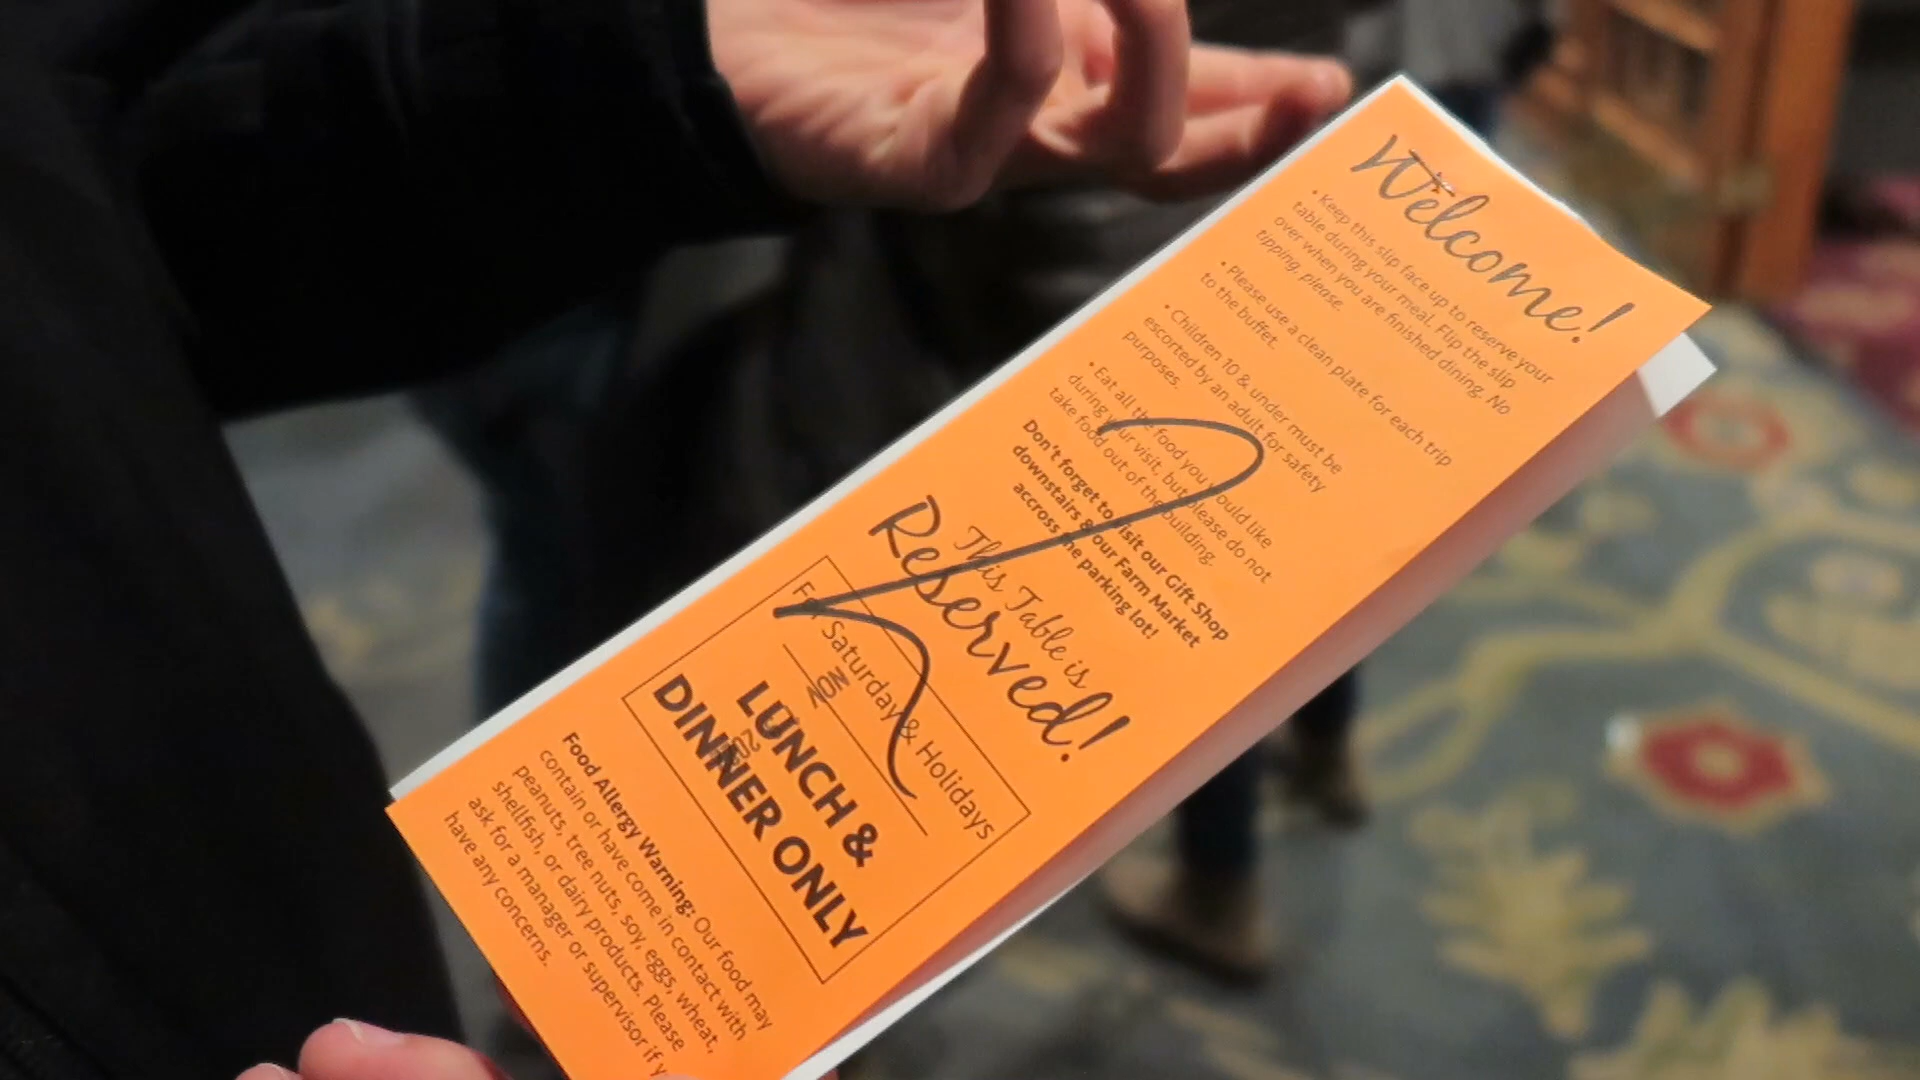 Welcome!
• Keep this slip face up to reserve your
table during your meal. Flip the slip
over when you are finished dining. No
tipping, please.
• Please use a clean plate for each trip
to the buffet.
• Children 10 & under must be
escorted by an adult for safety
purposes.
• Eat all the food you would like
during your visit, but please do not
take food out of the building.
Don't forget to visit our Gift Shop
downstairs & our Farm Market
accross the parking lot!
This Table is
Reserved!
2
For Saturday & Holidays
LUNCH &
DINNER ONLY
Food Allergy Warning: Our food may
contain or have come in contact with
peanuts, tree nuts, soy, eggs, wheat,
shellfish, or dairy products. Please
ask for a manager or supervisor if y
have any concerns.